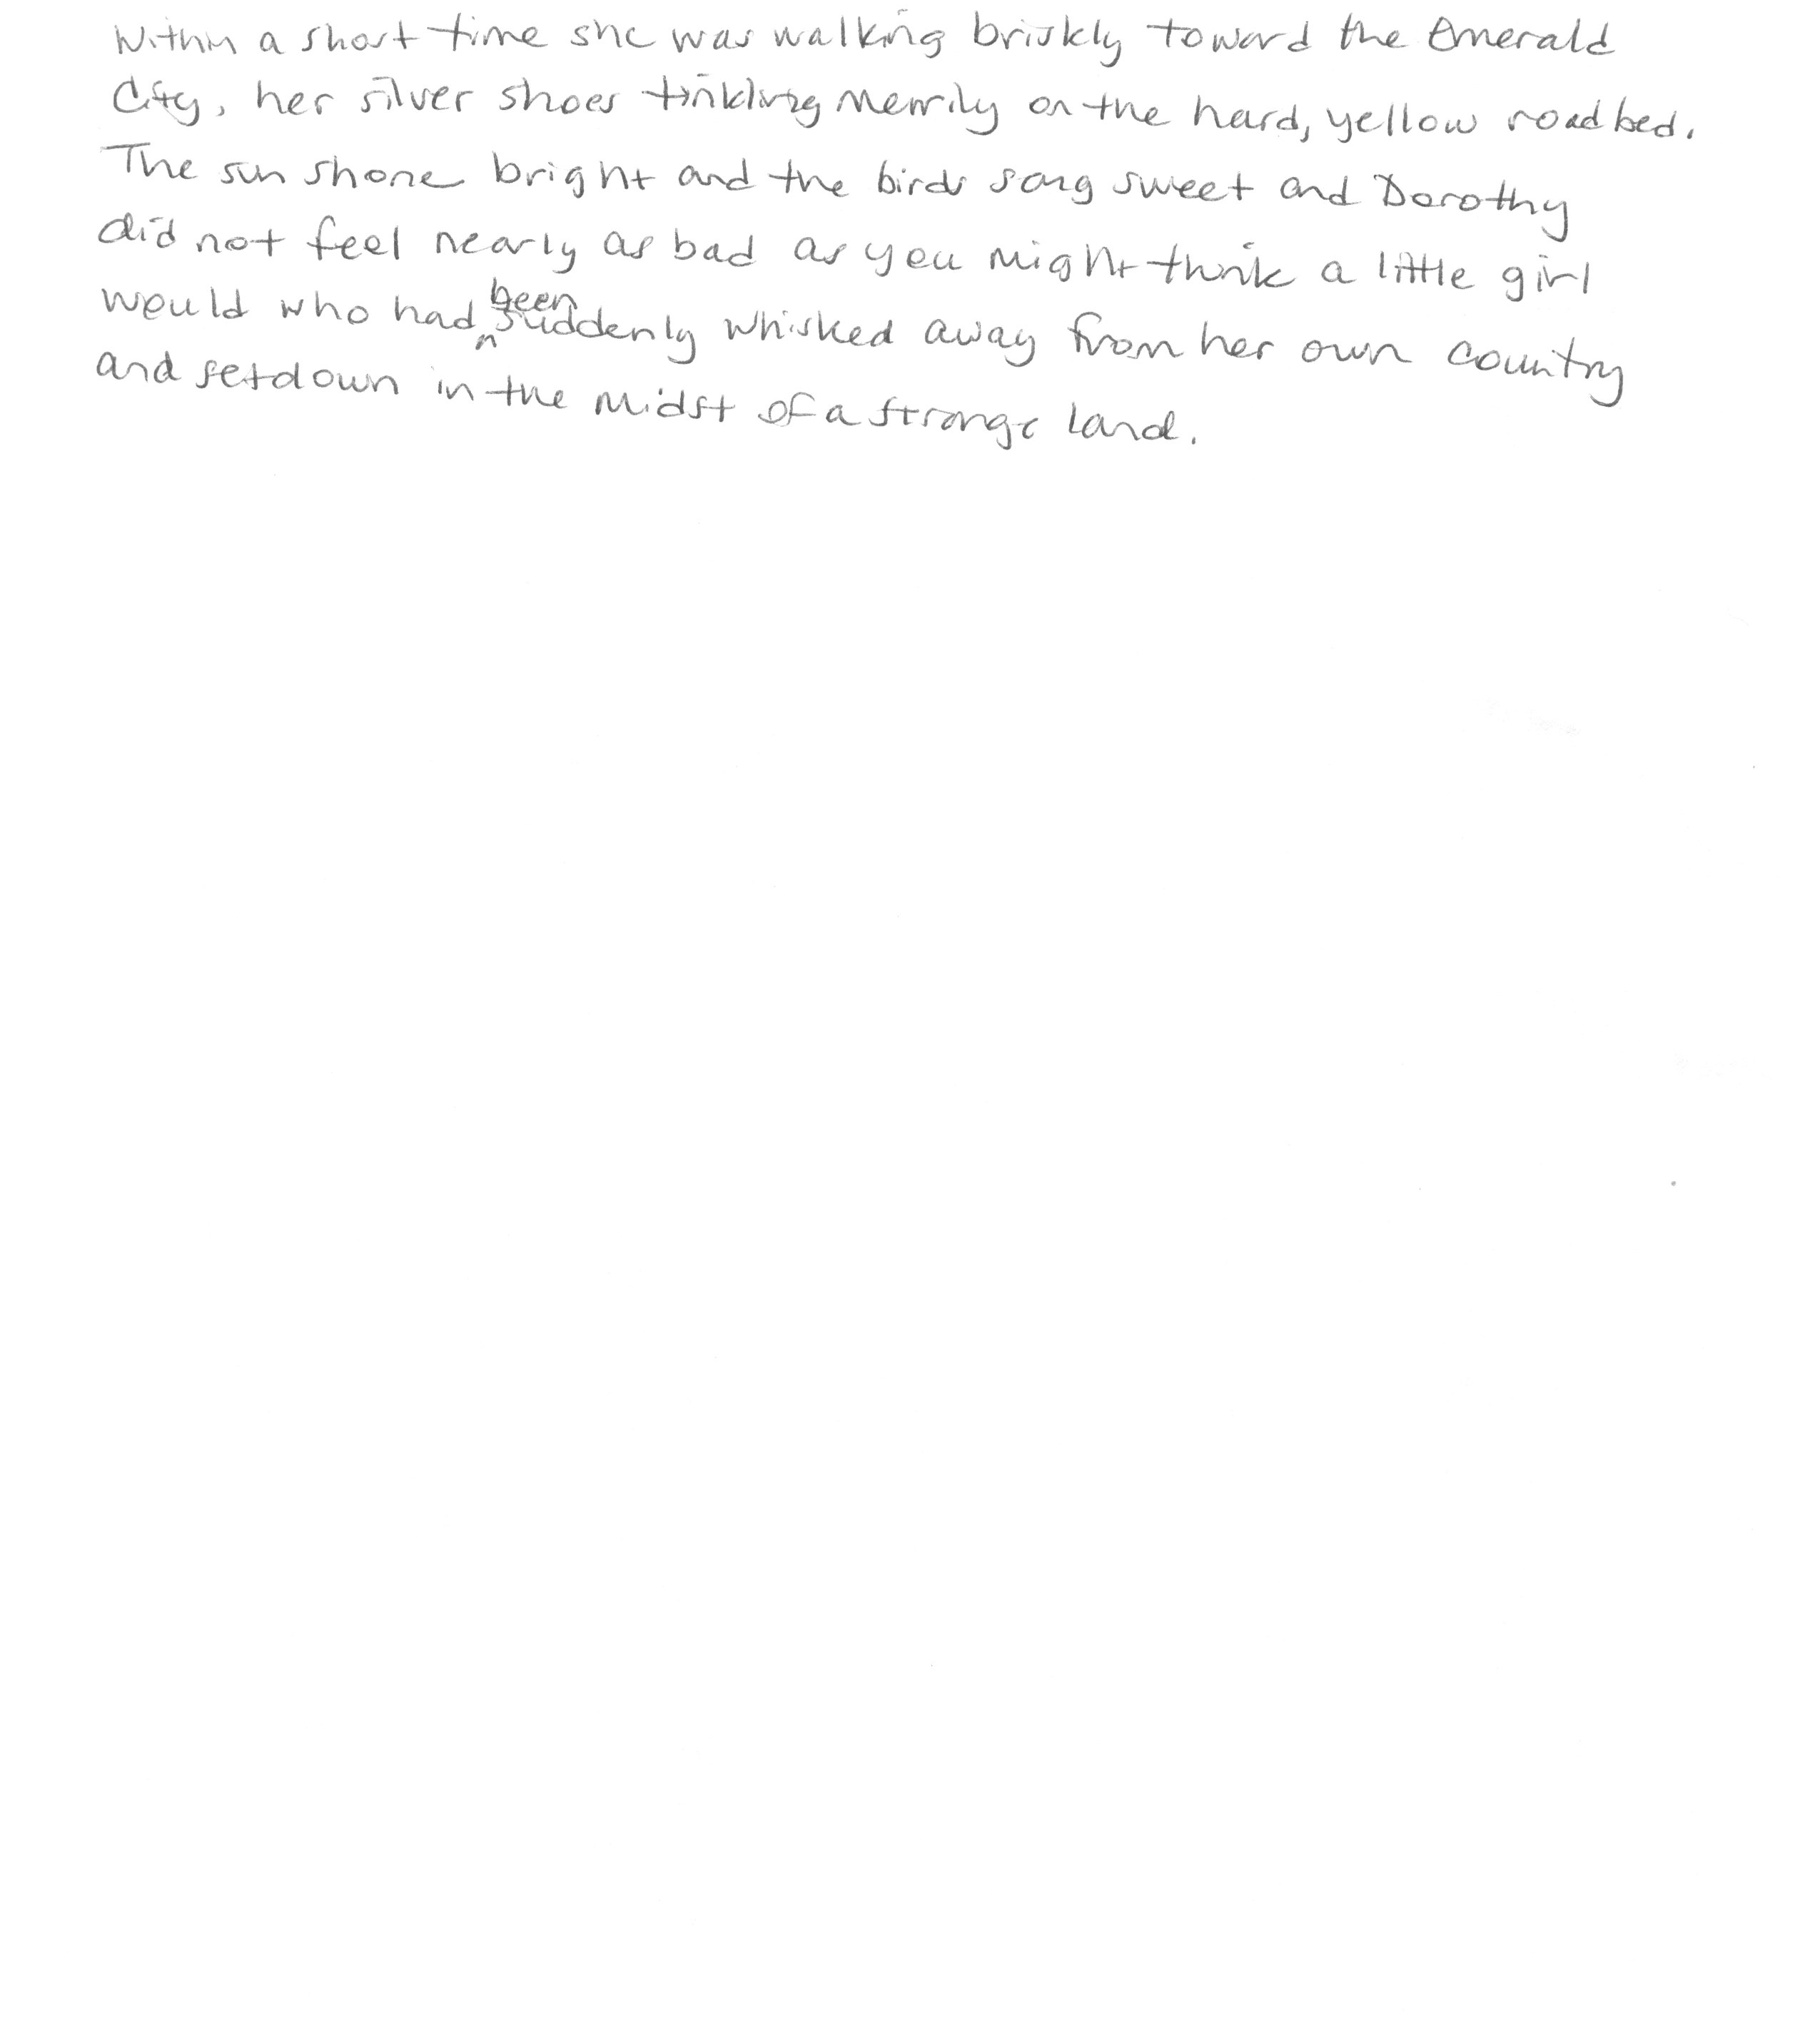 Within a short time she was walking briskly toward the Emerald
City, her silver shoes tinkling merrily on the hard, yellow roadbed.
The sun shone bright and the birds sang sweet and Dorothy
did not feel nearly as bad as you might think a little girl
would who had been suddenly whisked away from her own country
and set down in the midst of a strange land.